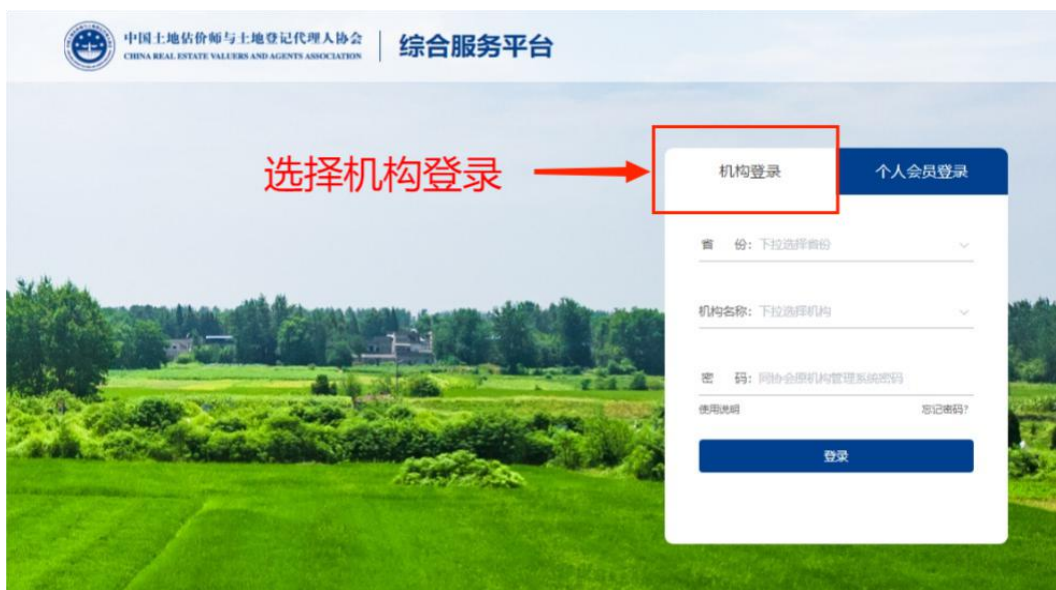 中国土地估价师与土地登记代理人协会
CHINA REAL ESTATE VALUERS AND AGENTS ASSOCIATION
综合服务平台
选择机构登录
机构登录
个人会员登录
省 份：下拉选择省份
机构名称：下拉选择机构
密 码：同协会原机构管理系统密码
使用说明
忘记密码?
登录